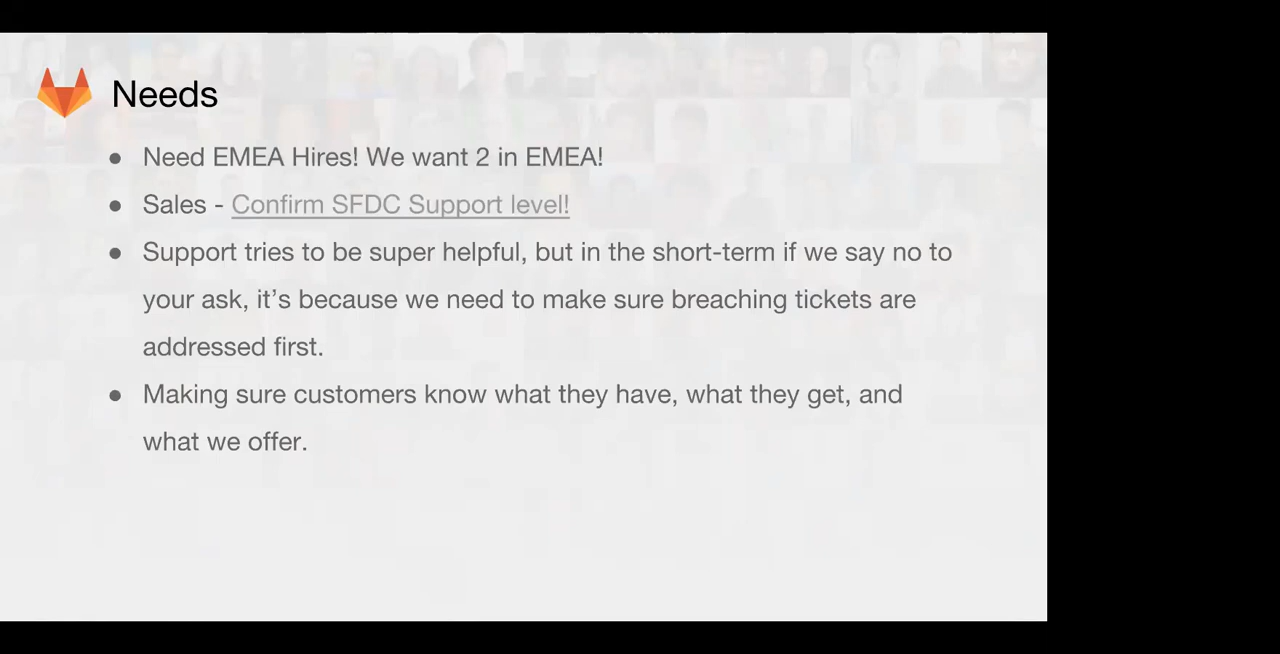 Needs
● Need EMEA Hires! We want 2 in EMEA!
● Sales - Confirm SFDC Support level!
● Support tries to be super helpful, but in the short-term if we say no to
your ask, it’s because we need to make sure breaching tickets are
addressed first.
● Making sure customers know what they have, what they get, and
what we offer.